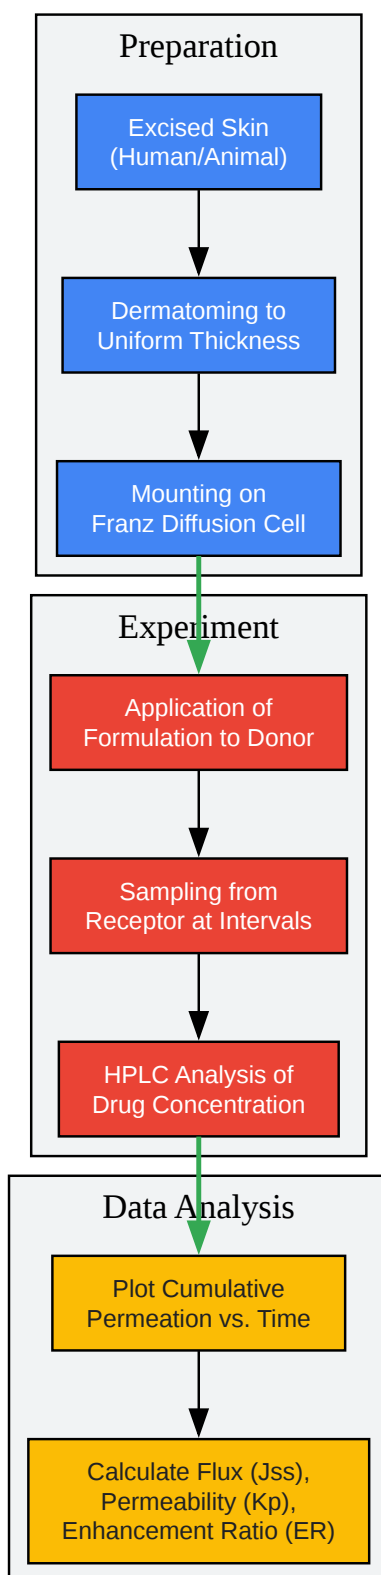 Preparation
Excised Skin
(Human/Animal)
Dermatoming to
Uniform Thickness
Mounting on
Franz Diffusion Cell
Experiment
Application of
Formulation to Donor
Sampling from
Receptor at Intervals
HPLC Analysis of
Drug Concentration
Data Analysis
Plot Cumulative
Permeation vs. Time
Calculate Flux (Jss),
Permeability (Kp),
Enhancement Ratio (ER)